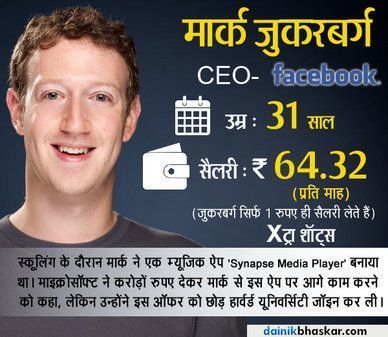 मार्क जुकरबर्ग
CEO- facebook.
उम्र : 31 साल
सैलरी : ₹ 64.32
(प्रति माह)
(जुकरबर्ग सिर्फ 1 रुपए ही सैलरी लेते हैं)
Xट्रा शॉट्स
स्कूलिंग के दौरान मार्क ने एक म्यूजिक ऐप 'Synapse Media Player' बनाया
था। माइक्रोसॉफ्ट ने करोड़ों रुपए देकर मार्क से इस ऐप पर आगे काम करने
को कहा, लेकिन उन्होंने इस ऑफर को छोड़ हार्वर्ड यूनिवर्सिटी जॉइन कर ली।
dainikbhaskar.com